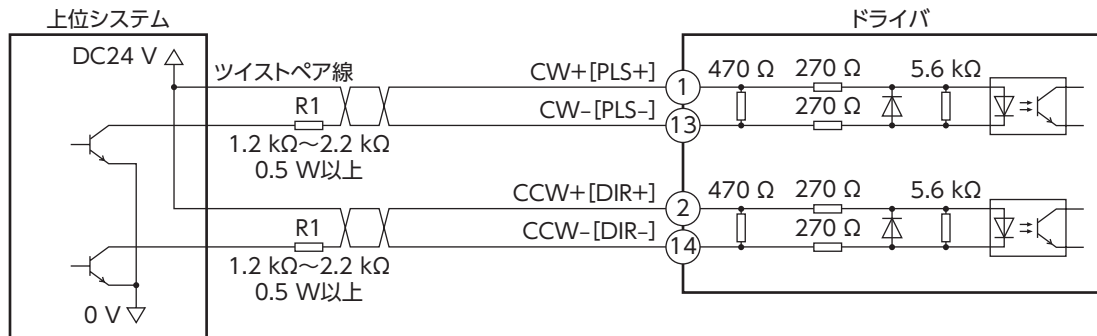 上位システム
ドライバ
DC24 V
ツイストペア線
CW+[PLS+]
1
470 Ω
270 Ω
5.6 kΩ
R1
CW–[PLS–]
13
270 Ω
1.2 kΩ～2.2 kΩ
0.5 W以上
CCW+[DIR+]
2
470 Ω
270 Ω
5.6 kΩ
R1
CCW–[DIR–]
14
270 Ω
1.2 kΩ～2.2 kΩ
0.5 W以上
0 V